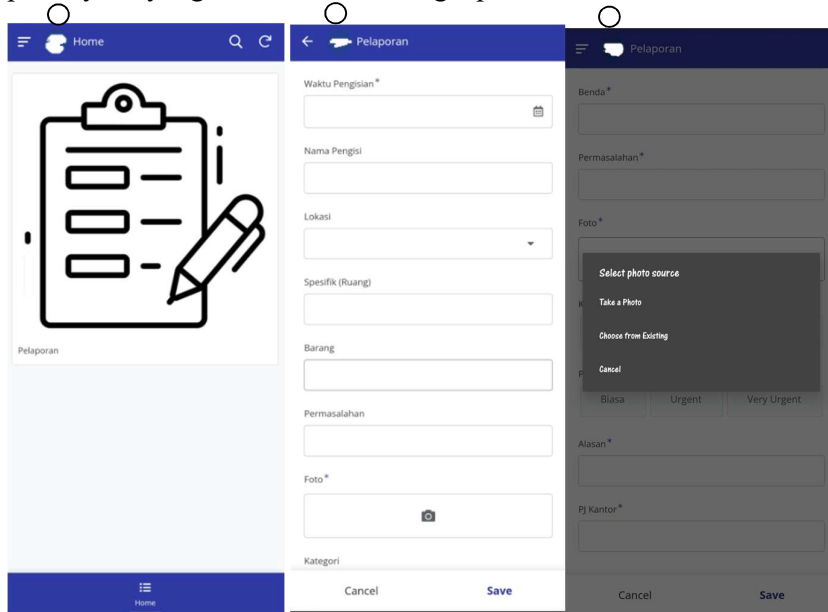 Home
Pelaporan
Home
Pelaporan
Waktu Pengisian*
Nama Pengisi
Lokasi
Spesifik (Ruang)
Barang
Permasalahan
Foto*
Kategori
Cancel
Save
Pelaporan
Benda*
Permasalahan*
Foto*
Select photo source
Take a Photo
Choose from Existing
Cancel
K
P
Biasa
Urgent
Very Urgent
Alasan*
PJ Kantor*
Cancel
Save